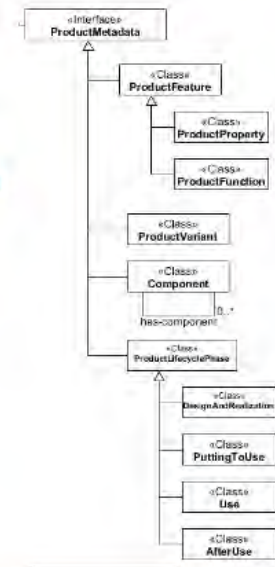 «Interface»
ProductMetadata
«Class»
ProductFeature
«Class»
ProductProperty
«Class»
ProductFunction
«Class»
ProductVariant
«Class»
Component
0..*
has-component
«Class»
ProductLifecyclePhase
«Class»
DesignAndRealization
«Class»
PuttingToUse
«Class»
Use
«Class»
AfterUse